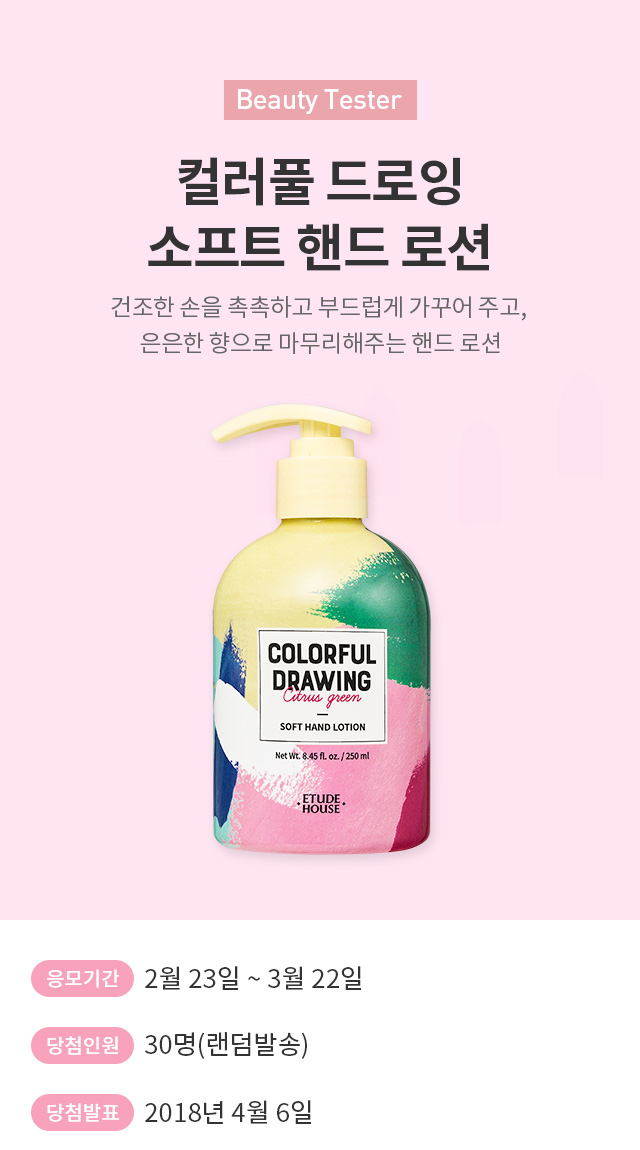 Beauty Tester
컬러풀 드로잉
소프트 핸드 로션
건조한 손을 촉촉하고 부드럽게 가꾸어 주고,
은은한 향으로 마무리해주는 핸드 로션
COLORFUL
DRAWING
Citrus green
SOFT HAND LOTION
Net Wt. 8.45 fl. oz. / 250 ml
ETUDE
HOUSE
응모기간 2월 23일 ~ 3월 22일
당첨인원 30명(랜덤발송)
당첨발표 2018년 4월 6일